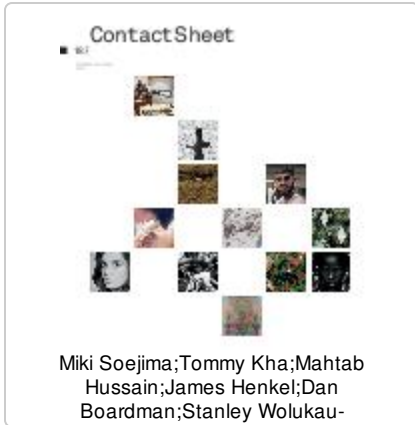 ContactSheet
Miki Soejima;Tommy Kha;Mahtab
Hussain;James Henkel;Dan
Boardman;Stanley Wolukau-